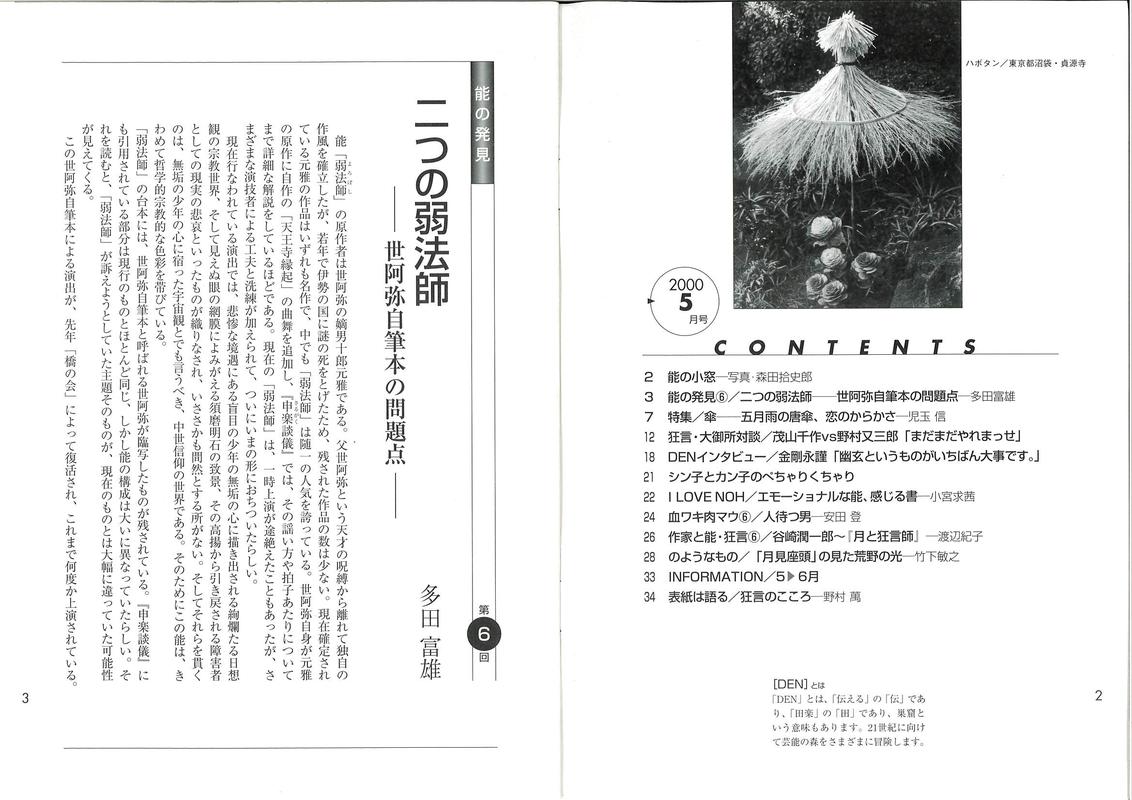 ハボタン／東京都沼袋・貞源寺
2000
5
月号
CONTENTS
2 能の小窓─写真・森田拾史郎
3 能の発見⑥／二つの弱法師──世阿弥自筆本の問題点─多田富雄
7 特集／傘──五月雨の唐傘、恋のからかさ─児玉 信
12 狂言・大御所対談／茂山千作vs野村又三郎「まだまだやれまっせ」
18 DENインタビュー／金剛永謹「幽玄というものがいちばん大事です。」
21 シン子とカン子のぺちゃりくちゃり
22 I LOVE NOH／エモーショナルな能、感じる書─小宮求茜
24 血ワキ肉マウ⑥／人待つ男─安田 登
26 作家と能・狂言⑥／谷崎潤一郎～『月と狂言師』─渡辺紀子
28 のようなもの／「月見座頭」の見た荒野の光─竹下敏之
33 INFORMATION／5▶6月
34 表紙は語る／狂言のこころ─野村 萬
［DEN］とは
「DEN」とは、「伝える」の「伝」であ
り、「田楽」の「田」であり、巣窟と
いう意味もあります。21世紀に向け
て芸能の森をさまざまに冒険します。
2
能の発見
第6回
二つの弱法師
──世阿弥自筆本の問題点──
多田 富雄
能「弱法師」の原作者は世阿弥の嫡男十郎元雅である。父世阿弥という天才の呪縛から離れて独自の
よろぼし
作風を確立したが、若年で伊勢の国に謎の死をとげたため、残された作品の数は少ない。現在確定され
ている元雅の作品はいずれも名作で、中でも「弱法師」は随一の人気を誇っている。世阿弥自身が元雅
の原作に自作の「天王寺縁起」の曲舞を追加し、『申楽談儀』では、その謡い方や拍子あたりについて
さるがく
まで詳細な解説をしているほどである。現在の「弱法師」は、一時上演が途絶えたこともあったが、さ
まざまな演技者による工夫と洗練が加えられて、ついにいまの形におちついたらしい。
現在行なわれている演出では、悲惨な境遇にある盲目の少年の無垢の心に描き出される絢爛たる日想
観の宗教世界、そして見えぬ眼の網膜によみがえる須磨明石の致景、その高揚から引き戻される障害者
としての現実の悲哀といったものが織りなされ、いささかも間然とする所がない。そしてそれらを貫く
のは、無垢の少年の心に宿った宇宙観とでも言うべき、中世信仰の世界である。そのためにこの能は、き
わめて哲学的宗教的な色彩を帯びている。
「弱法師」の台本には、世阿弥自筆本と呼ばれる世阿弥が臨写したものが残されている。『申楽談儀』に
も引用されている部分は現行のものとほとんど同じ、しかし能の構成は大いに異なっていたらしい。そ
れを読むと、「弱法師」が訴えようとしていた主題そのものが、現在のものとは大幅に違っていた可能性
が見えてくる。
この世阿弥自筆本による演出が、先年「橋の会」によって復活され、これまで何度か上演されている。
3